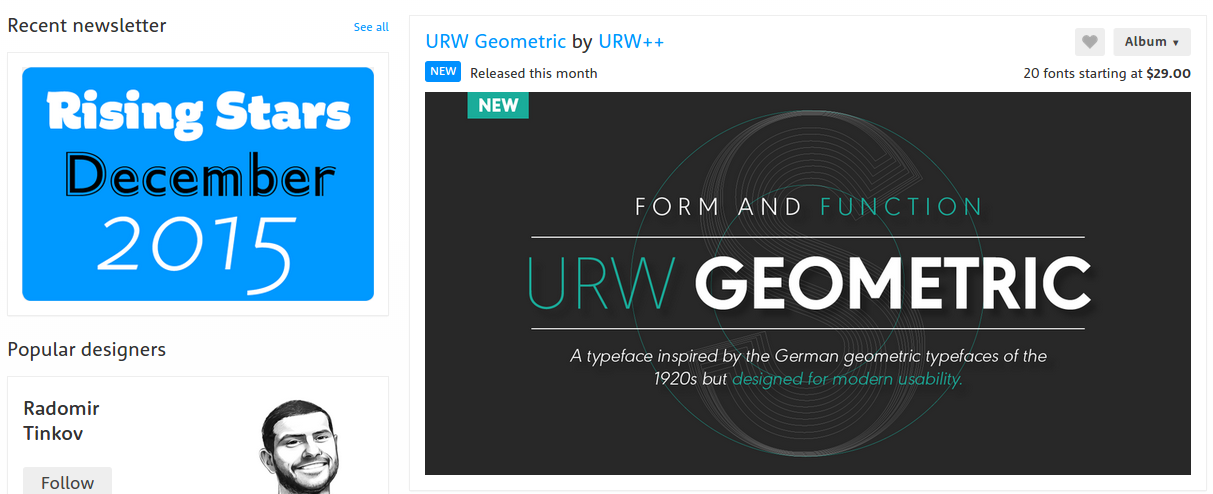 Recent newsletter
See all
Rising Stars
December
2015
Popular designers
Radomir
Tinkov
Follow
URW Geometric by URW++
Album ▾
NEW Released this month
20 fonts starting at $29.00
NEW
FORM AND FUNCTION
URW GEOMETRIC
A typeface inspired by the German geometric typefaces of the
1920s but designed for modern usability.